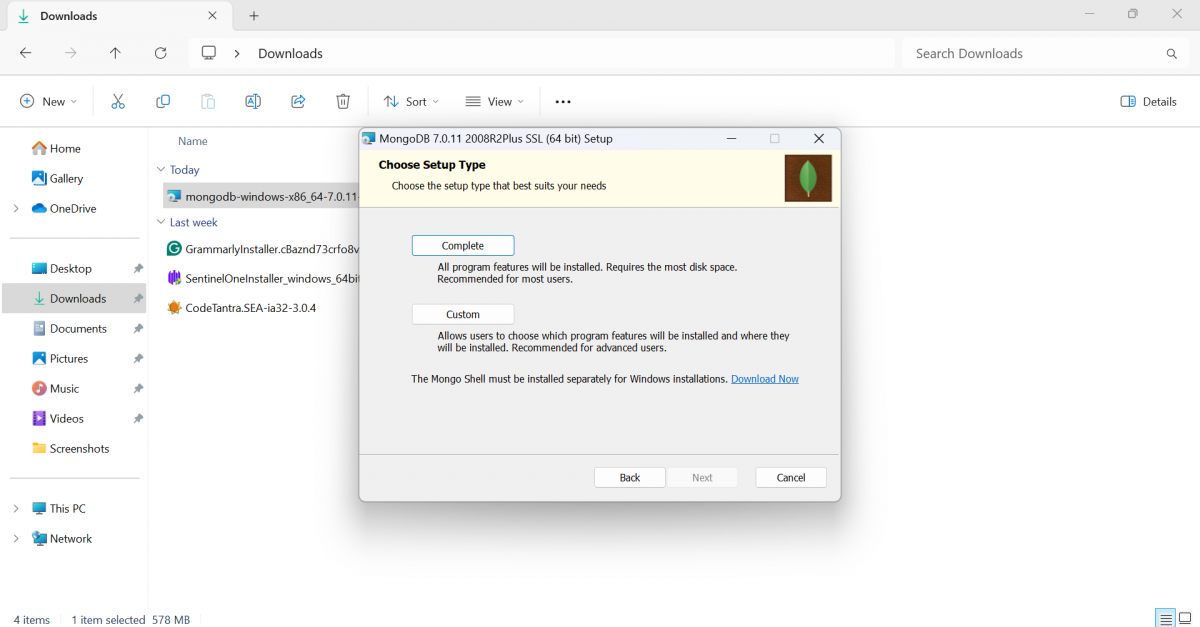 Downloads
Downloads
Search Downloads
New
Sort
View
Details
Home
Gallery
OneDrive
Desktop
Downloads
Documents
Pictures
Music
Videos
Screenshots
This PC
Network
Name
Today
mongodb-windows-x86_64-7.0.11-
Last week
GrammarlyInstaller.cBaznd73crfo8v
SentinelOneInstaller_windows_64bit
CodeTantra.SEA-ia32-3.0.4
MongoDB 7.0.11 2008R2Plus SSL (64 bit) Setup
Choose Setup Type
Choose the setup type that best suits your needs
Complete
All program features will be installed. Requires the most disk space.
Recommended for most users.
Custom
Allows users to choose which program features will be installed and where they
will be installed. Recommended for advanced users.
The Mongo Shell must be installed separately for Windows installations. Download Now
Back
Next
Cancel
4 items
1 item selected 578 MB